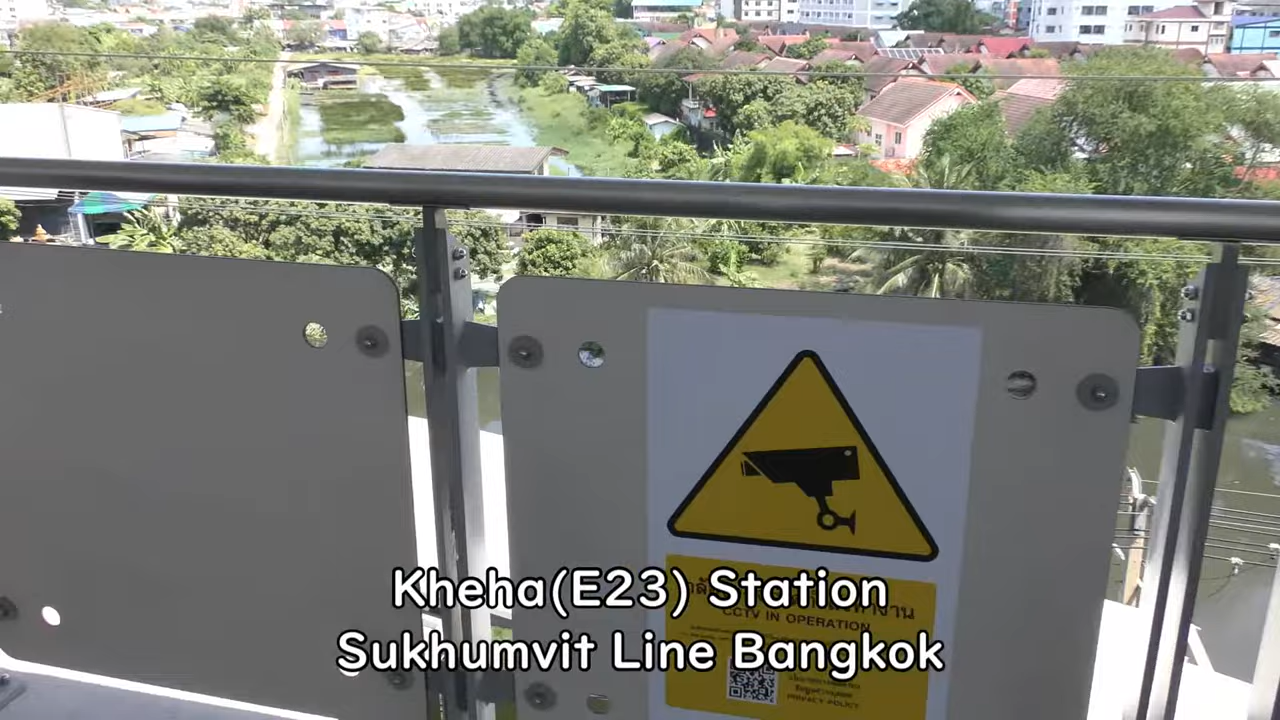 Kheha(E23) Station
Sukhumvit Line Bangkok
CCTV IN OPERATION
PRIVACY POLICY